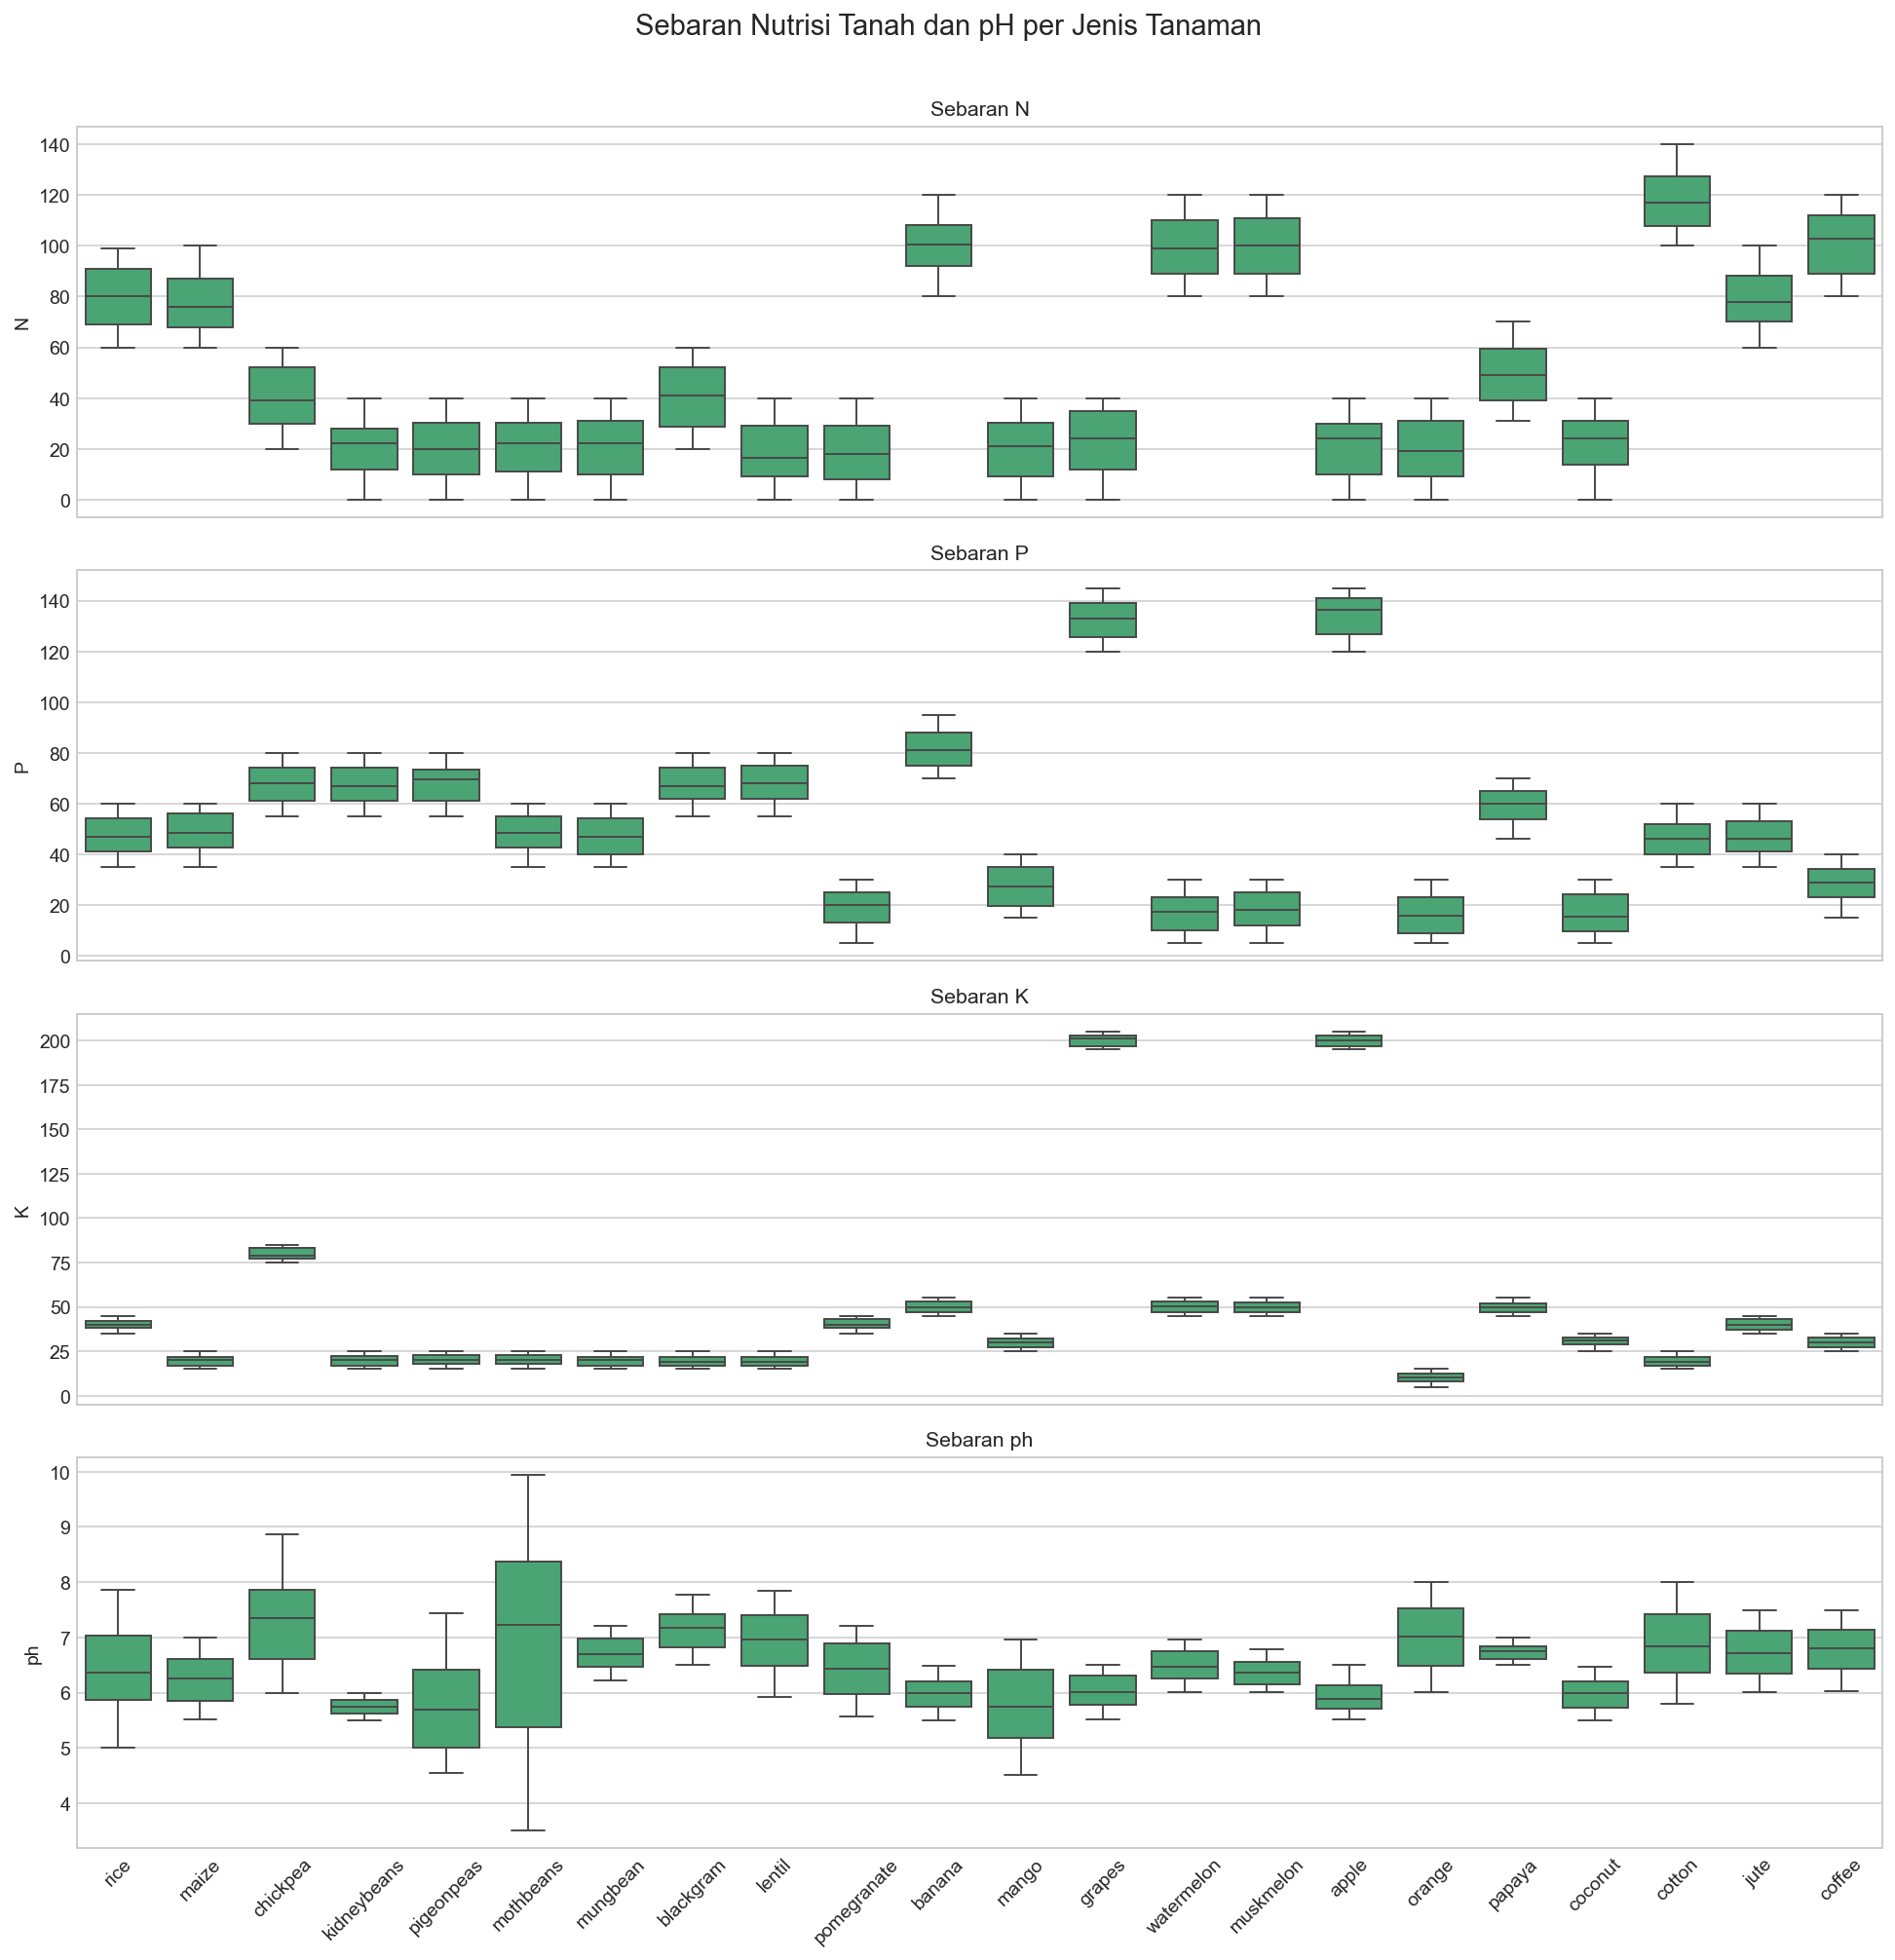 Sebaran Nutrisi Tanah dan pH per Jenis Tanaman
Sebaran N
140
120
100
80
60
40
20
0
N
Sebaran P
140
120
100
80
60
40
20
0
P
Sebaran K
200
175
150
125
100
75
50
25
0
K
Sebaran ph
10
9
8
7
6
5
4
ph
rice
maize
chickpea
kidneybeans
pigeonpeas
mothbeans
mungbean
blackgram
lentil
pomegranate
banana
mango
grapes
watermelon
muskmelon
apple
orange
papaya
coconut
cotton
jute
coffee